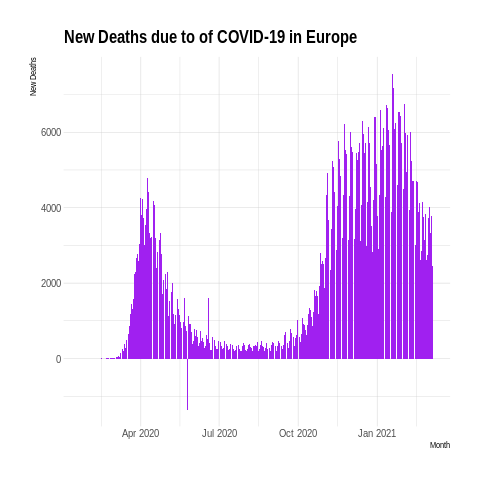 New Deaths due to of COVID-19 in Europe
New Deaths
6000
4000
2000
0
Apr 2020 Jul 2020 Oct 2020 Jan 2021
Month